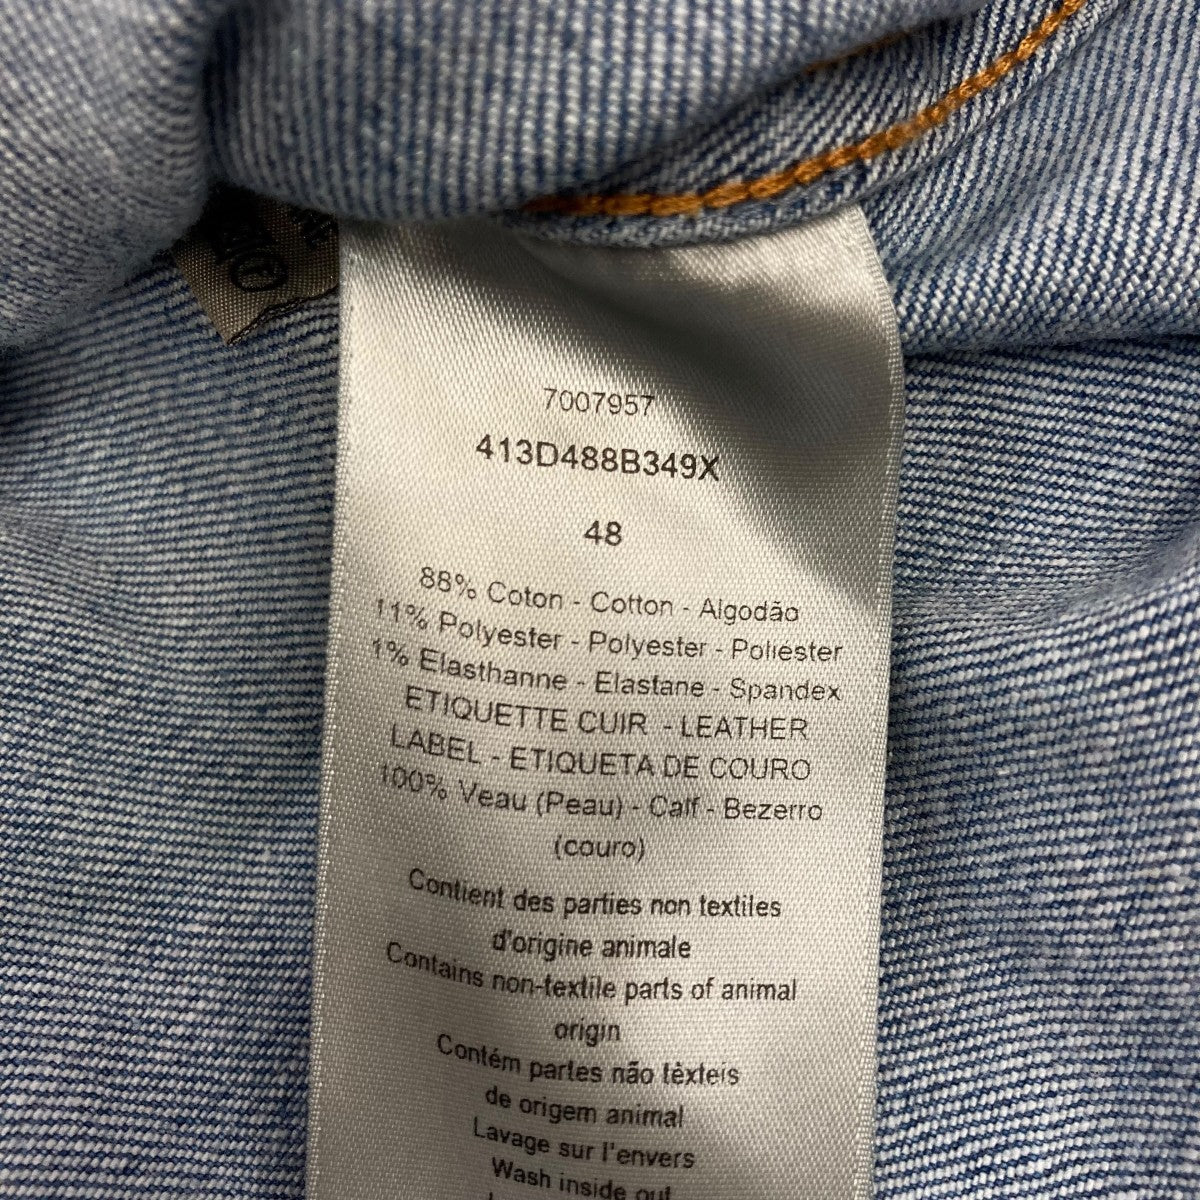 7007957
413D488B349X
48
88% Coton - Cotton - Algodão
11% Polyester - Polyester - Poliéster
1% Elasthanne - Elastane - Spandex
ETIQUETTE CUIR - LEATHER
LABEL - ETIQUETA DE COURO
100% Veau (Peau) - Calf - Bezerro
(couro)
Contient des parties non textiles
d'origine animale
Contains non-textile parts of animal
origin
Contém partes não têxteis
de origem animal
Lavage sur l'envers
Wash inside out